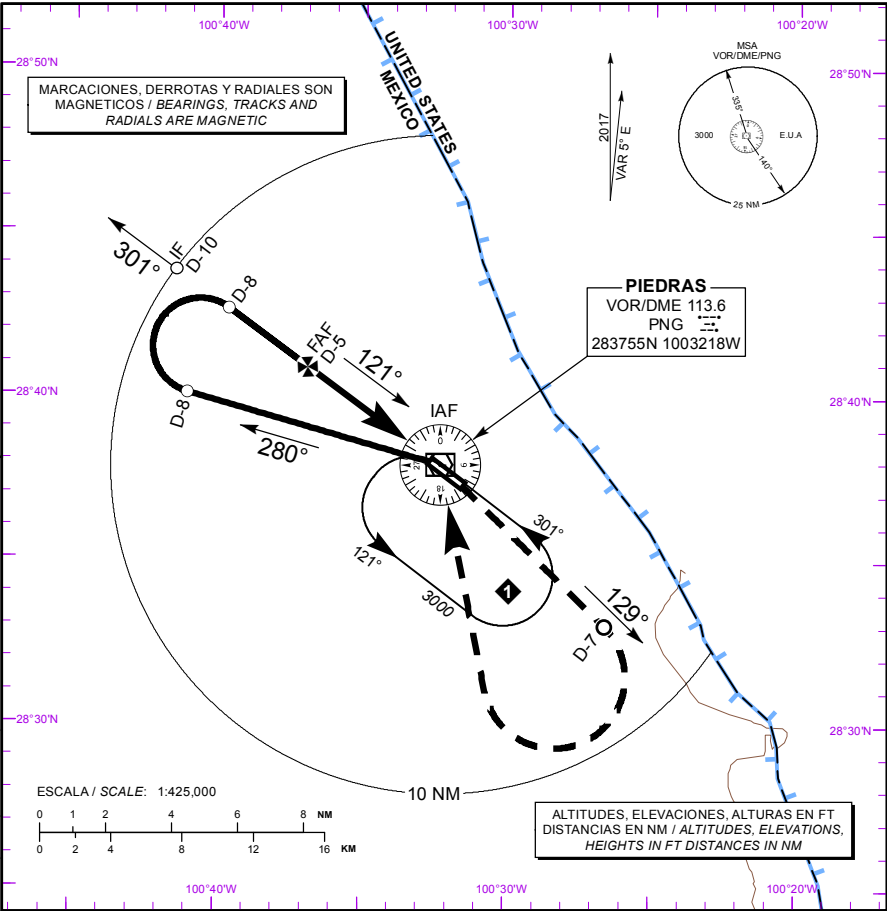 100°40'W
100°30'W
100°20'W
28°50'N
28°50'N
MARCACIONES, DERROTAS Y RADIALES SON
MAGNETICOS / BEARINGS, TRACKS AND
RADIALS ARE MAGNETIC
UNITED STATES
MEXICO
2017
VAR 5° E
MSA
VOR/DME/PNG
335°
3000
E.U.A
140°
25 NM
301°
IF
D-10
D-8
FAF
D-5
121°
PIEDRAS
VOR/DME 113.6
PNG
283755N 1003218W
28°40'N
28°40'N
D-8
280°
IAF
0
9
18
27
301°
121°
3000
1
129°
D-7
28°30'N
28°30'N
10 NM
ESCALA / SCALE: 1:425,000
0 1 2 4 6 8 NM
0 2 4 8 12 16 KM
ALTITUDES, ELEVACIONES, ALTURAS EN FT
DISTANCIAS EN NM / ALTITUDES, ELEVATIONS,
HEIGHTS IN FT DISTANCES IN NM
100°40'W
100°30'W
100°20'W